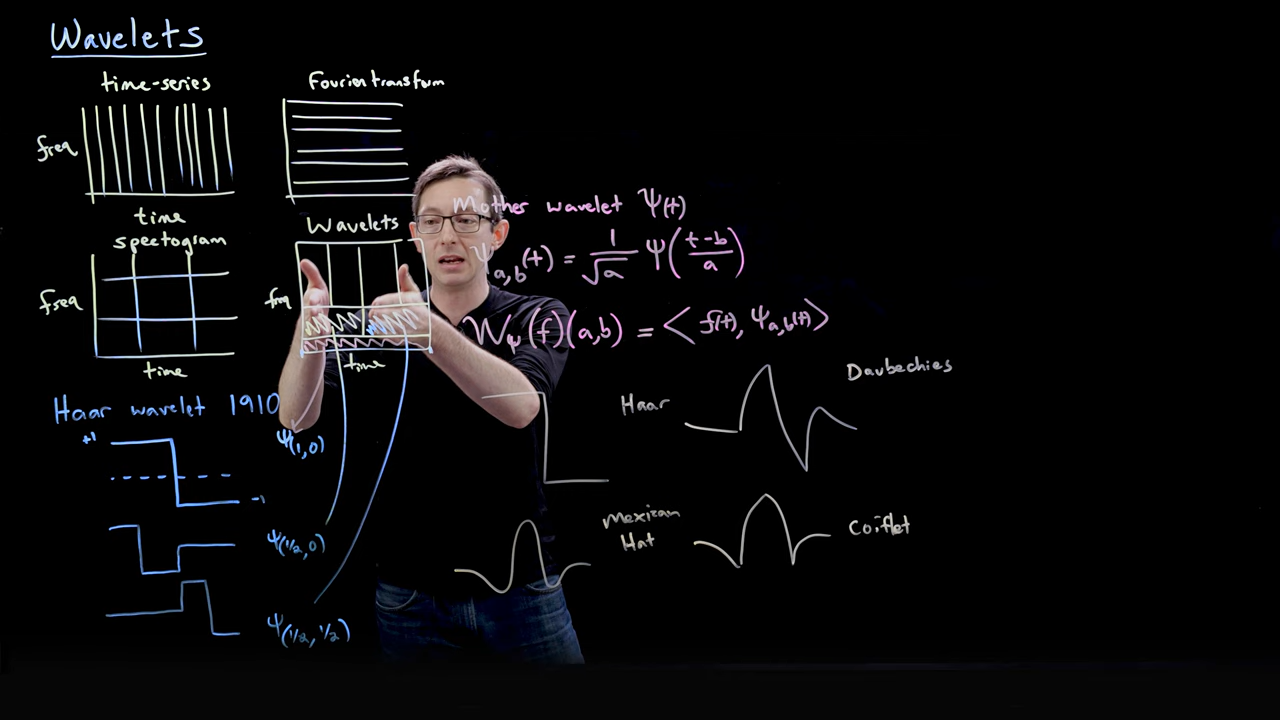 Wavelets
time-series
Fourier transform
freq
time
spectogram
Wavelets
freq
freq
time
time
Mother wavelet Ψ(t)
Ψa,b(t) = 1/√a Ψ(t-b/a)
WΨ(f)(a,b) = <f(t), Ψa,b(t)>
Haar wavelet 1910
+1
-1
Ψ(1,0)
Ψ(1/2,0)
Ψ(1/2, 1/2)
Haar
Daubechies
Mexican
Hat
Coiflet